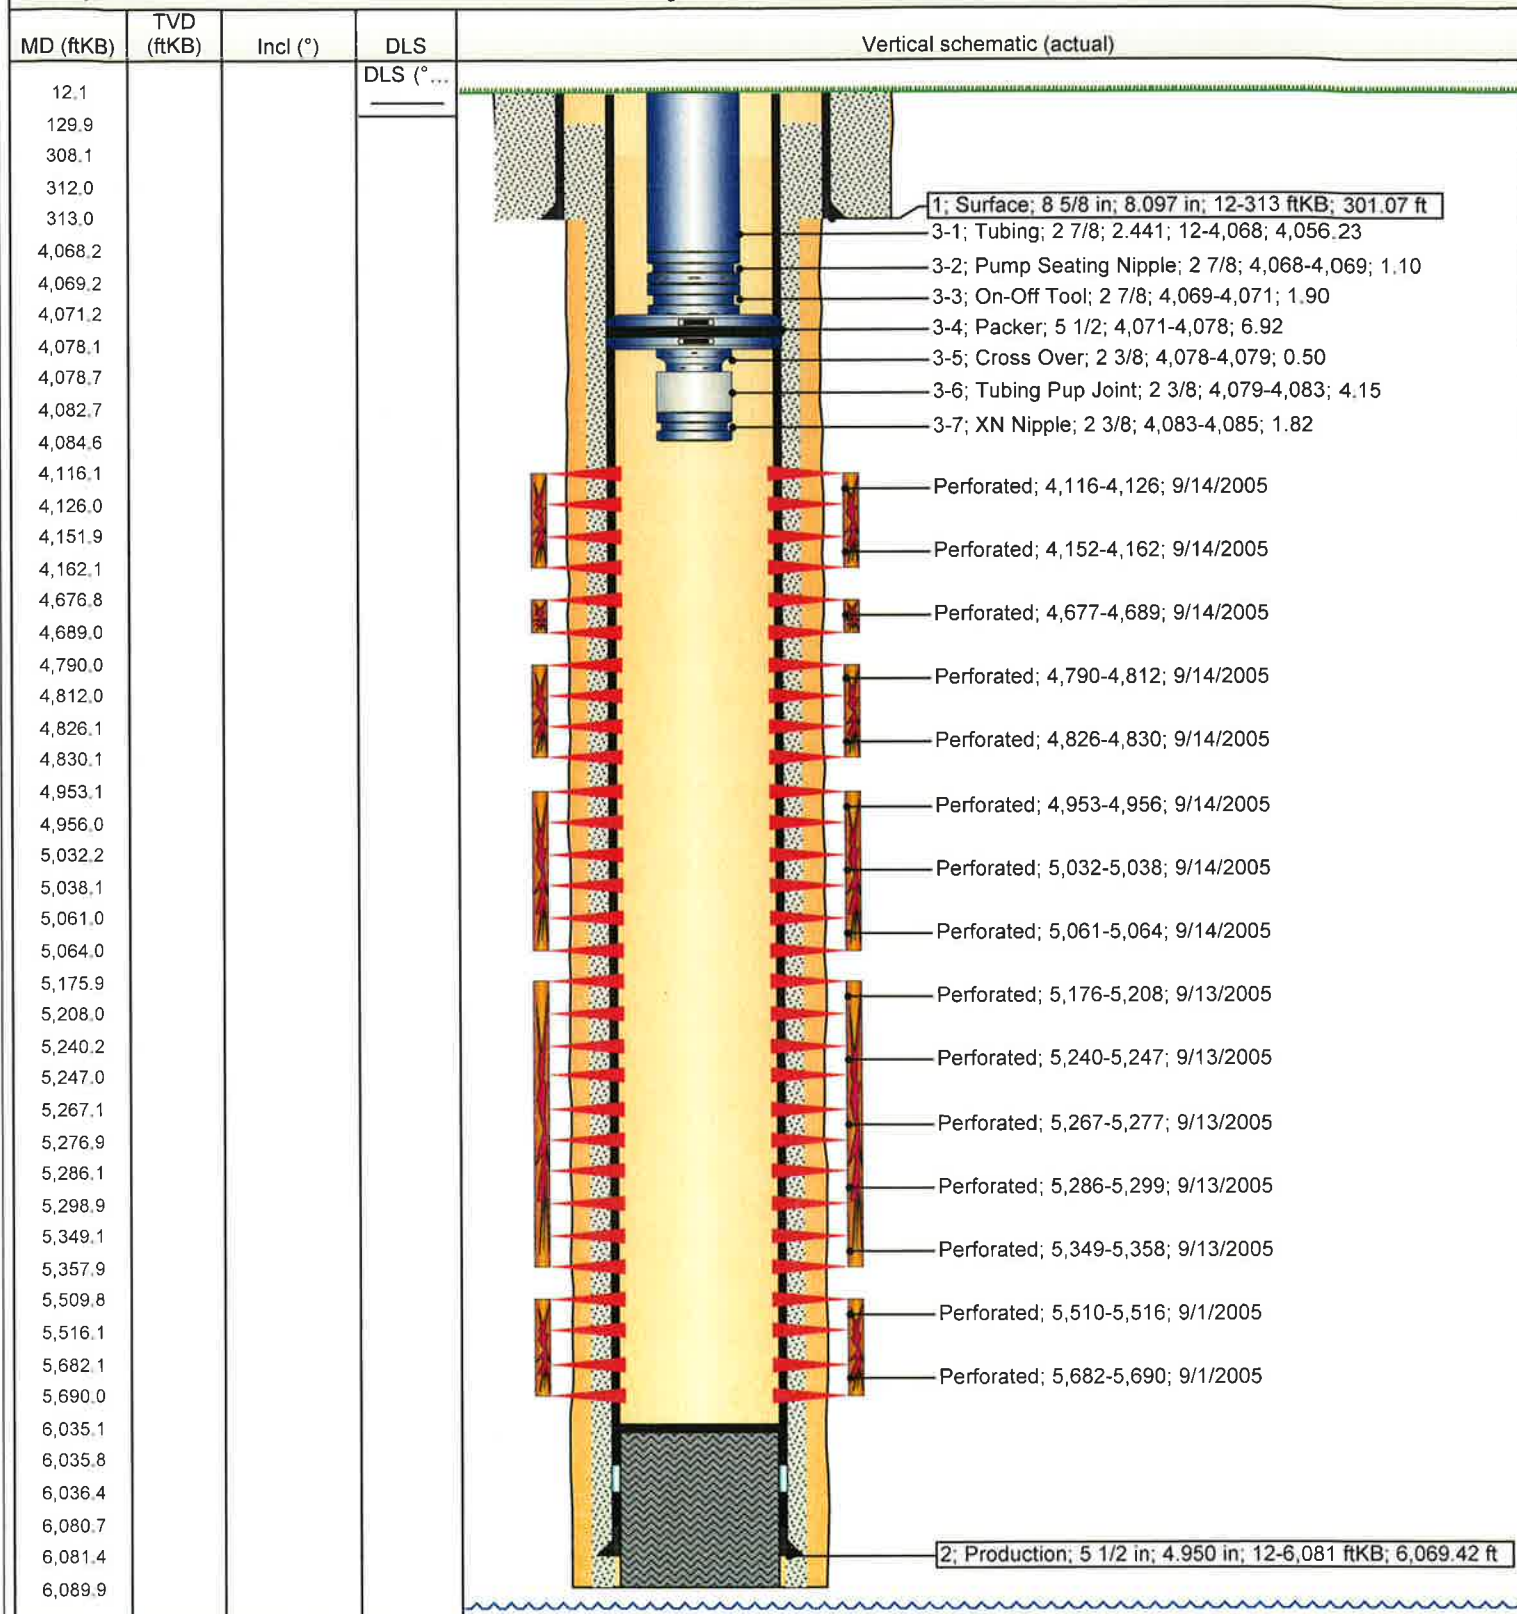 TVD
MD (ftKB) (ftKB) Incl (°) DLS Vertical schematic (actual)
DLS (°...
12.1
129.9
308.1
312.0
313.0
4,068.2
4,069.2
4,071.2
4,078.1
4,078.7
4,082.7
4,084.6
4,116.1
4,126.0
4,151.9
4,162.1
4,676.8
4,689.0
4,790.0
4,812.0
4,826.1
4,830.1
4,953.1
4,956.0
5,032.2
5,038.1
5,061.0
5,064.0
5,175.9
5,208.0
5,240.2
5,247.0
5,267.1
5,276.9
5,286.1
5,298.9
5,349.1
5,357.9
5,509.8
5,516.1
5,682.1
5,690.0
6,035.1
6,035.8
6,036.4
6,080.7
6,081.4
6,089.9
1; Surface; 8 5/8 in; 8.097 in; 12-313 ftKB; 301.07 ft
3-1; Tubing; 2 7/8; 2.441; 12-4,068; 4,056.23
3-2; Pump Seating Nipple; 2 7/8; 4,068-4,069; 1.10
3-3; On-Off Tool; 2 7/8; 4,069-4,071; 1.90
3-4; Packer; 5 1/2; 4,071-4,078; 6.92
3-5; Cross Over; 2 3/8; 4,078-4,079; 0.50
3-6; Tubing Pup Joint; 2 3/8; 4,079-4,083; 4.15
3-7; XN Nipple; 2 3/8; 4,083-4,085; 1.82
Perforated; 4,116-4,126; 9/14/2005
Perforated; 4,152-4,162; 9/14/2005
Perforated; 4,677-4,689; 9/14/2005
Perforated; 4,790-4,812; 9/14/2005
Perforated; 4,826-4,830; 9/14/2005
Perforated; 4,953-4,956; 9/14/2005
Perforated; 5,032-5,038; 9/14/2005
Perforated; 5,061-5,064; 9/14/2005
Perforated; 5,176-5,208; 9/13/2005
Perforated; 5,240-5,247; 9/13/2005
Perforated; 5,267-5,277; 9/13/2005
Perforated; 5,286-5,299; 9/13/2005
Perforated; 5,349-5,358; 9/13/2005
Perforated; 5,510-5,516; 9/1/2005
Perforated; 5,682-5,690; 9/1/2005
2; Production; 5 1/2 in; 4.950 in; 12-6,081 ftKB; 6,069.42 ft